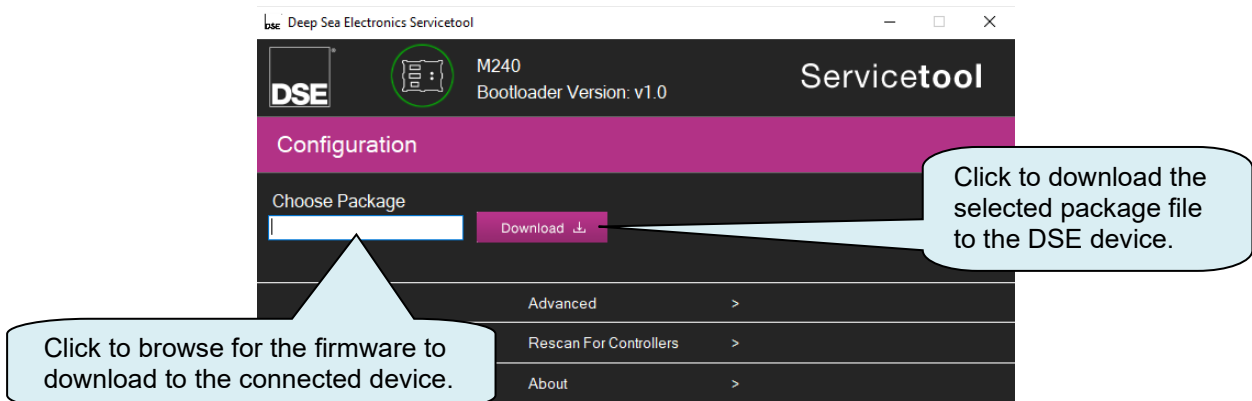 DSE Deep Sea Electronics Servicetool
DSE
M240
Bootloader Version: v1.0
Servicetool
Configuration
Choose Package
Download
Click to download the
selected package file
to the DSE device.
Advanced >
Rescan For Controllers >
About >
Click to browse for the firmware to
download to the connected device.